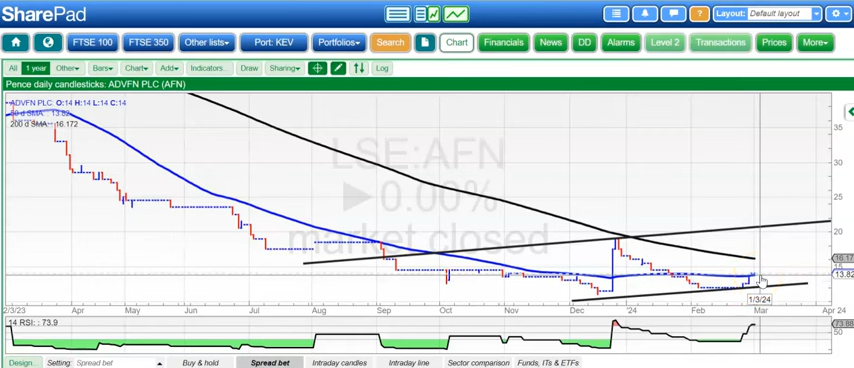 SharePad
Layout: Default layout
FTSE 100 FTSE 350 Other lists Port: KEV Portfolios Search Chart Financials News DD Alarms Level 2 Transactions Prices More
All 1 year Other Bars Chart Add Indicators Draw Sharing Log
Pence daily candlesticks: ADVFN PLC (AFN)
ADVFN PLC: O:14 H:14 L:14 C:14
50 d SMA: 13.82
200 d SMA: 16.172
LSE:AFN
0.00%
market closed
35
30
25
20
16.17
15
13.82
1/3/24
2/3/23 Apr May Jun Jul Aug Sep Oct Nov Dec '24 Feb Mar Apr 24
14 RSI: 73.9
73.88
Design Setting Spread bet Buy & hold Spread bet Intraday candles Intraday line Sector comparison Funds, ITs & ETFs